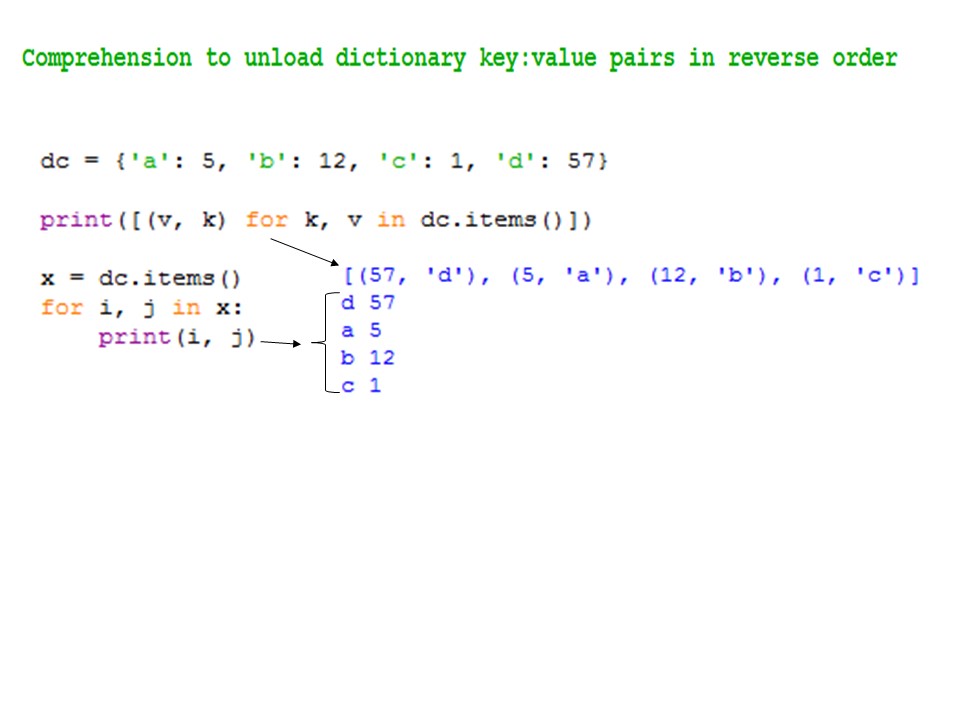 Comprehension to unload dictionary key:value pairs in reverse order
dc = {'a': 5, 'b': 12, 'c': 1, 'd': 57}
print([(v, k) for k, v in dc.items()])
x = dc.items()
for i, j in x:
    print(i, j)
[(57, 'd'), (5, 'a'), (12, 'b'), (1, 'c')]
d 57
a 5
b 12
c 1